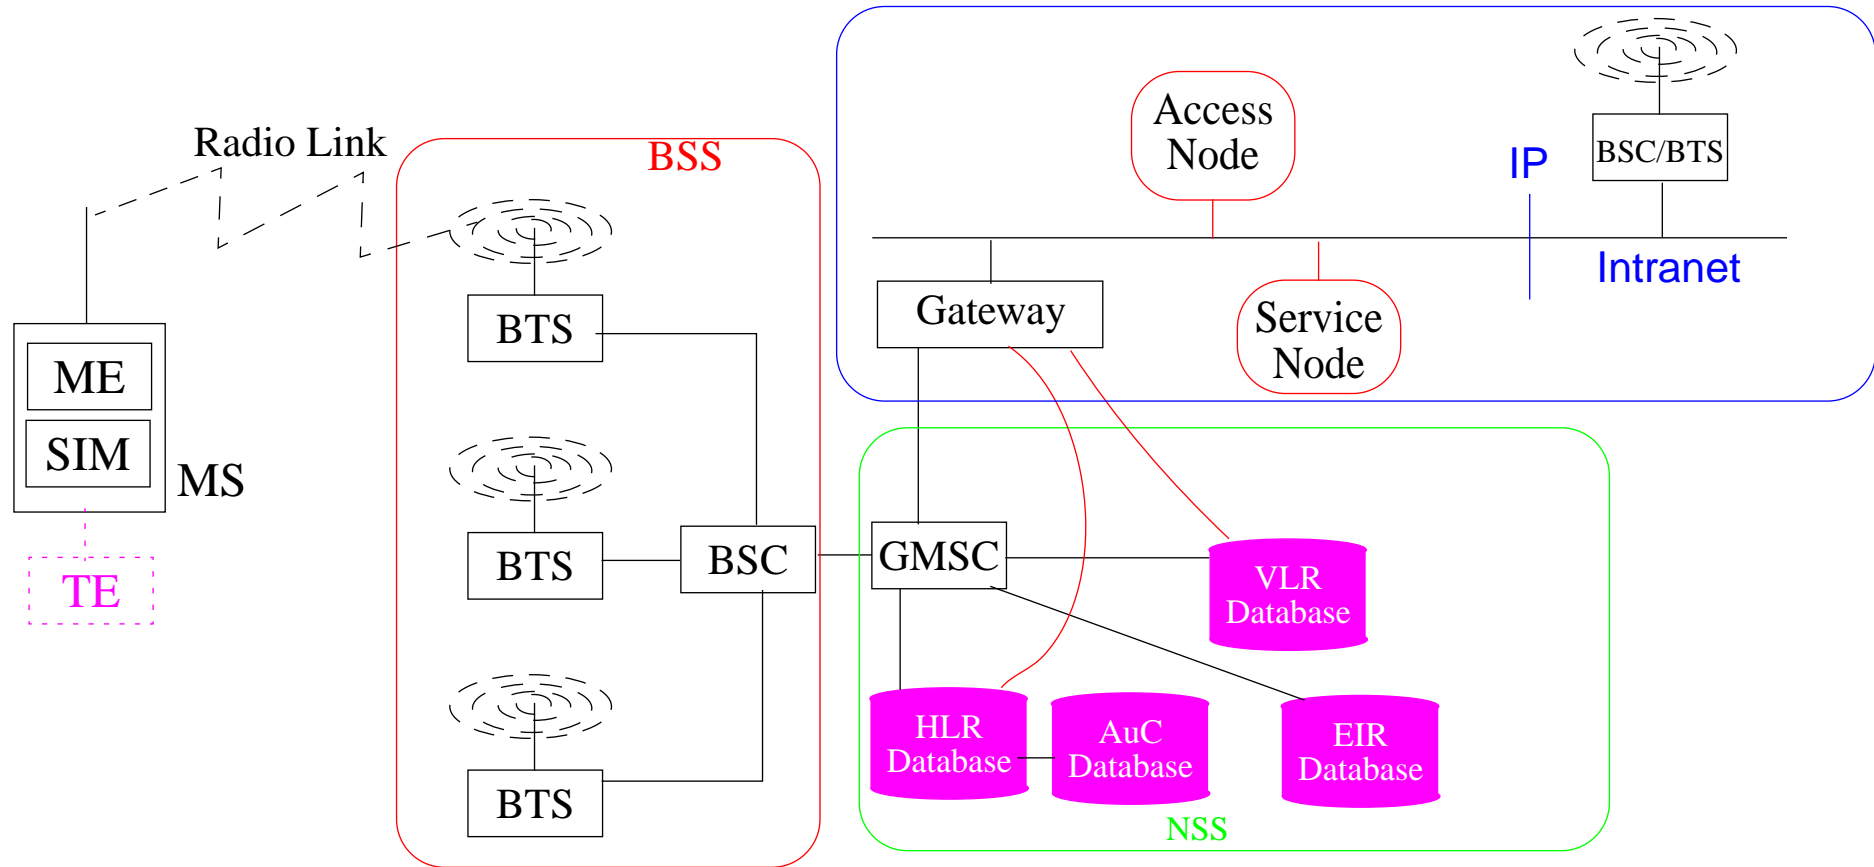 Radio Link
ME
SIM
MS
TE
BSS
BTS
BTS
BTS
BSC
Access
Node
IP
BSC/BTS
Intranet
Gateway
Service
Node
GMSC
VLR
Database
HLR
Database
AuC
Database
EIR
Database
NSS